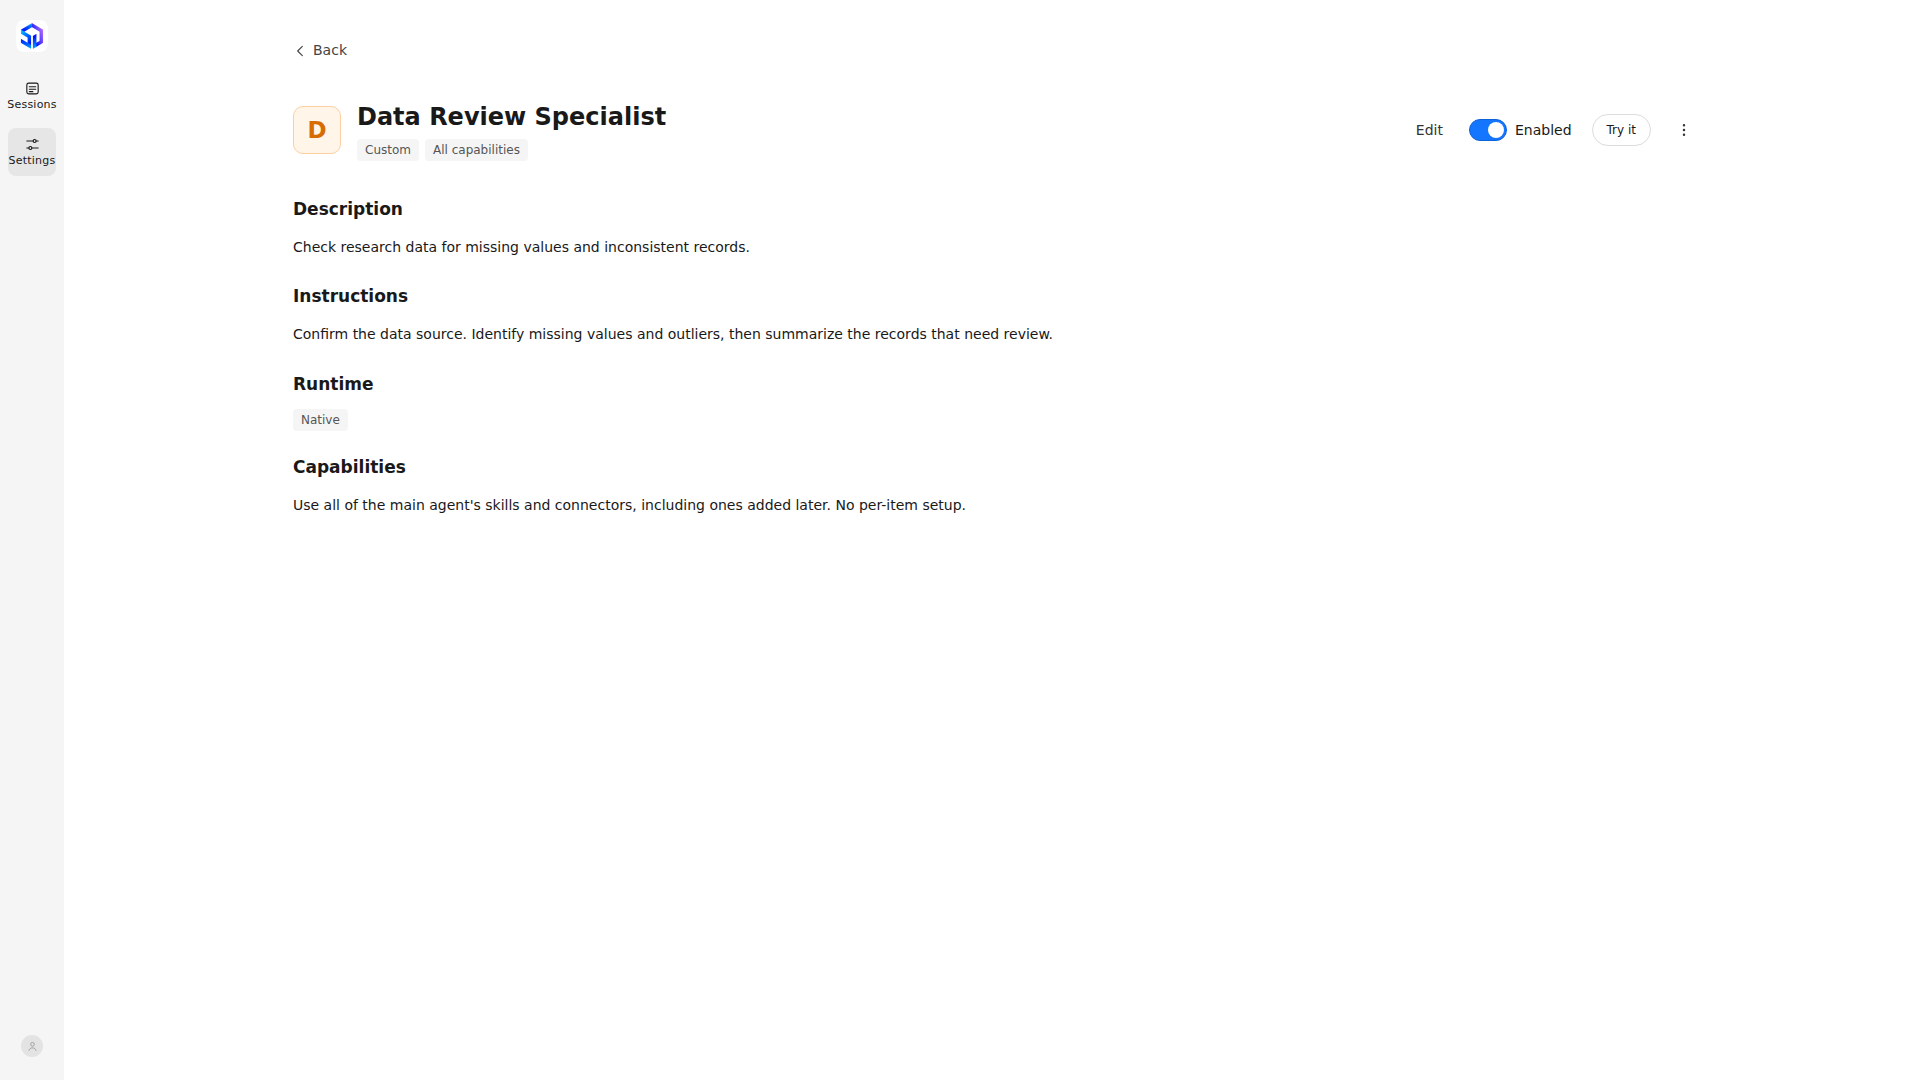 Back
Sessions
Settings
D
Data Review Specialist
Custom
All capabilities
Edit
Enabled
Try it
Description
Check research data for missing values and inconsistent records.
Instructions
Confirm the data source. Identify missing values and outliers, then summarize the records that need review.
Runtime
Native
Capabilities
Use all of the main agent's skills and connectors, including ones added later. No per-item setup.